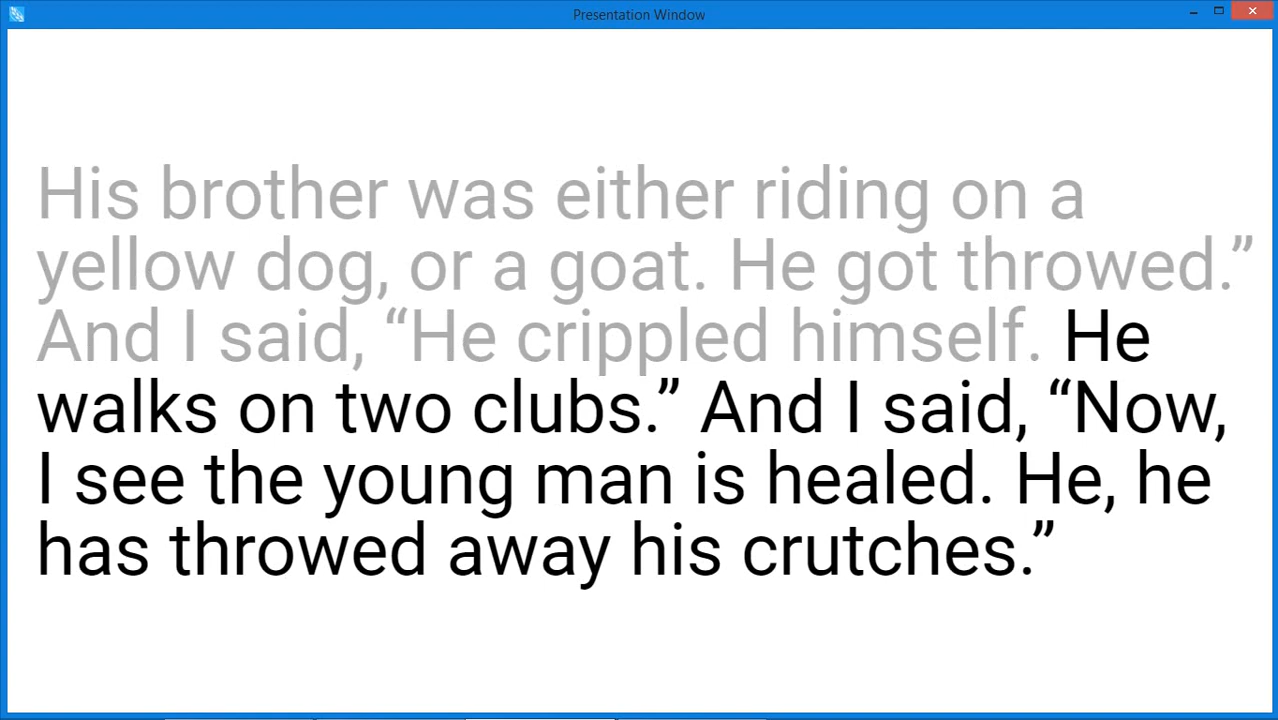 Presentation Window
His brother was either riding on a
yellow dog, or a goat. He got throwed.”
And I said, “He crippled himself. He
walks on two clubs.” And I said, “Now,
I see the young man is healed. He, he
has throwed away his crutches.”